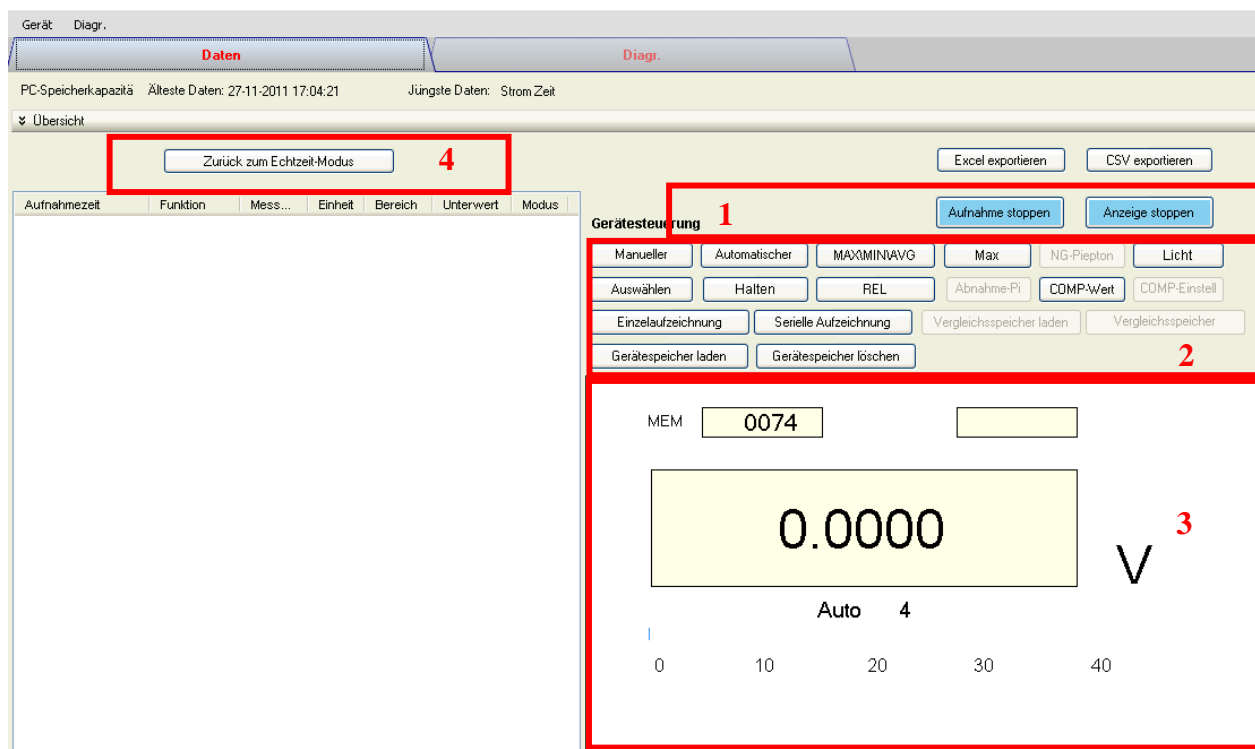 Gerät Diagr.
Daten Diagr.
PC-Speicherkapazitä Älteste Daten: 27-11-2011 17:04:21 Jüngste Daten: Strom Zeit
Übersicht
Zurück zum Echtzeit-Modus 4 Excel exportieren CSV exportieren
Aufnahmezeit Funktion Mess... Einheit Bereich Unterwert Modus
Gerätesteuerung 1 Aufnahme stoppen Anzeige stoppen
Manueller Automatischer MAX\MIN\AVG Max NG-Piepton Licht
Auswählen Halten REL Abnahme-Pi COMP-Wert COMP-Einstell
Einzelaufzeichnung Serielle Aufzeichnung Vergleichsspeicher laden Vergleichsspeicher
Gerätespeicher laden Gerätespeicher löschen 2
MEM 0074
0.0000 V 3
Auto 4
0 10 20 30 40